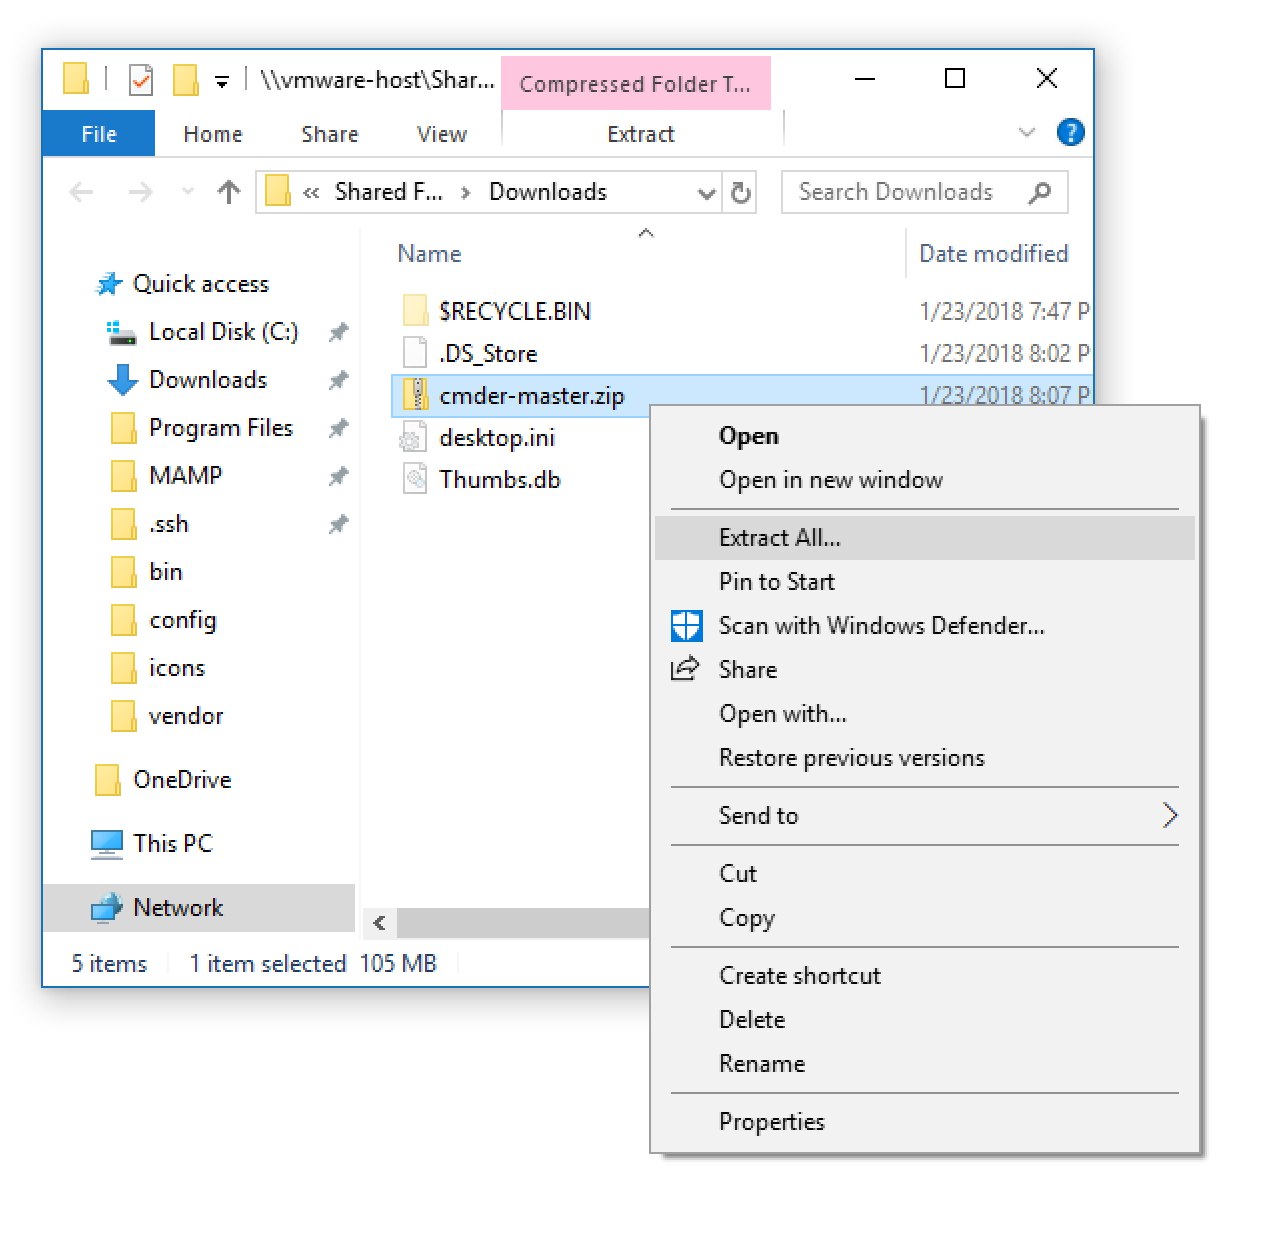 \\vmware-host\Shar...
Compressed Folder T...
File
Home
Share
View
Extract
?
« Shared F... › Downloads
Search Downloads
Name
Date modified
Quick access
Local Disk (C:)
Downloads
Program Files
MAMP
.ssh
bin
config
icons
vendor
OneDrive
This PC
Network
$RECYCLE.BIN
1/23/2018 7:47 P
.DS_Store
1/23/2018 8:02 P
cmder-master.zip
1/23/2018 8:07 P
desktop.ini
Thumbs.db
Open
Open in new window
Extract All...
Pin to Start
Scan with Windows Defender...
Share
Open with...
Restore previous versions
Send to
Cut
Copy
Create shortcut
Delete
Rename
Properties
5 items
1 item selected 105 MB